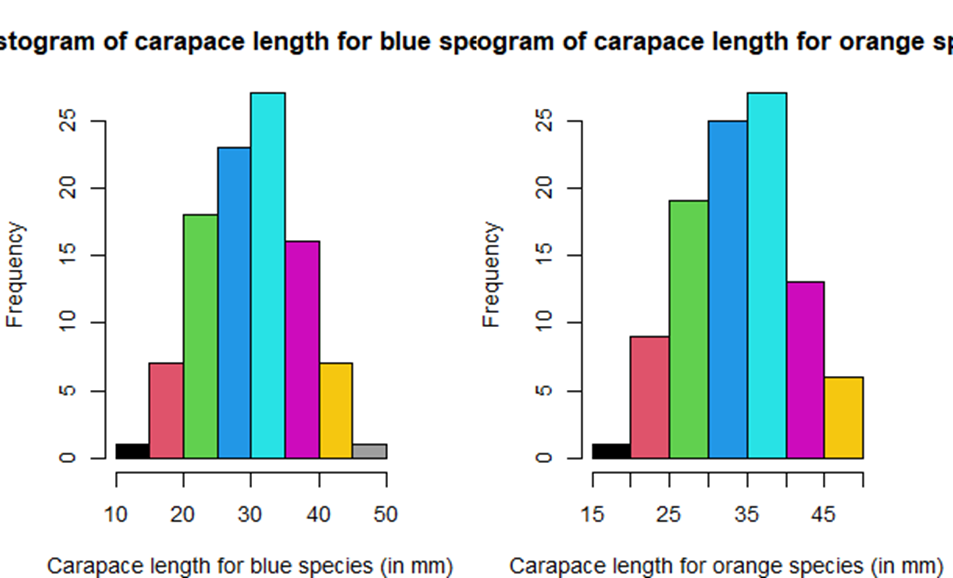 stogram of carapace length for blue spe
ogram of carapace length for orange sp
Frequency
25
20
15
10
5
0
10 20 30 40 50
Carapace length for blue species (in mm)
Frequency
25
20
15
10
5
0
15 25 35 45
Carapace length for orange species (in mm)